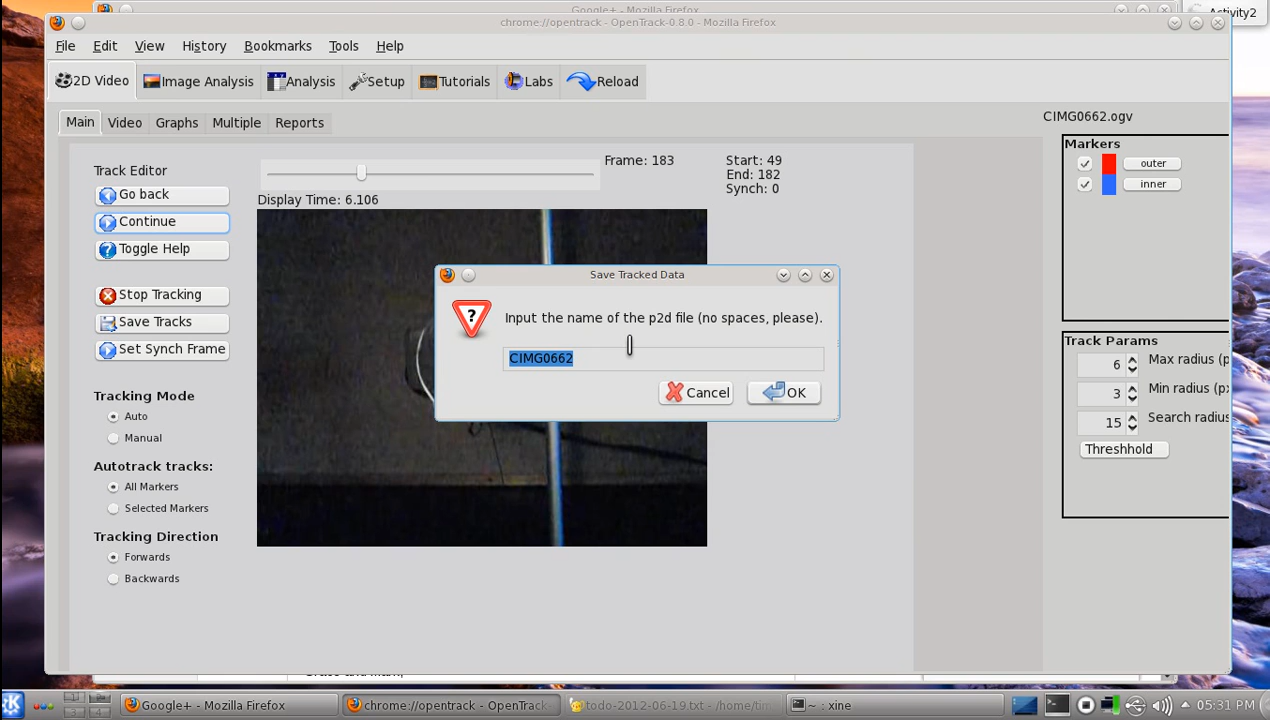 Google+ - Mozilla Firefox
Activity2
chrome://opentrack - OpenTrack-0.8.0 - Mozilla Firefox
File Edit View History Bookmarks Tools Help
2D Video Image Analysis Analysis Setup Tutorials Labs Reload
Main Video Graphs Multiple Reports
CIMG0662.ogv
Track Editor
Go back
Continue
Toggle Help
Stop Tracking
Save Tracks
Set Synch Frame
Tracking Mode
Auto
Manual
Autotrack tracks:
All Markers
Selected Markers
Tracking Direction
Forwards
Backwards
Frame: 183
Start: 49
End: 182
Synch: 0
Display Time: 6.106
Save Tracked Data
Input the name of the p2d file (no spaces, please).
CIMG0662
Cancel OK
Markers
outer
inner
Track Params
6 Max radius (p
3 Min radius (px
15 Search radius
Threshhold
Google+ - Mozilla Firefox
chrome://opentrack - OpenTrack
todo-2012-06-19.txt - /home/tim
~ : xine
05:31 PM